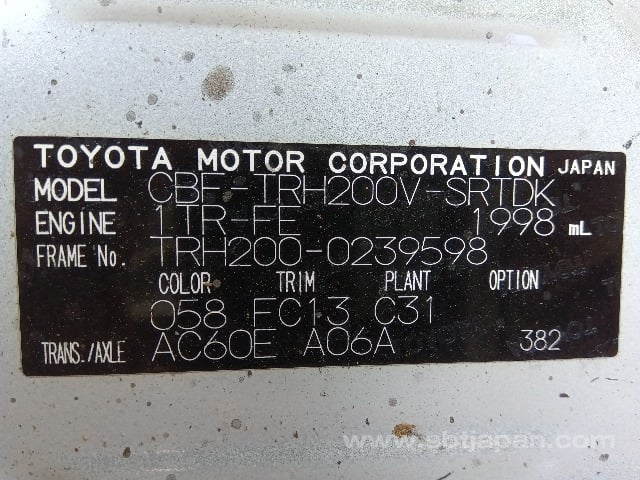 TOYOTA MOTOR CORPORATION JAPAN
MODEL CBF-TRH200V-SRTDK
ENGINE 1TR-FE 1998 mL
FRAME No. TRH200-0239598
COLOR TRIM PLANT OPTION
058 FC13 C31
TRANS./AXLE AC60E A06A 382
www.sbtjapan.com